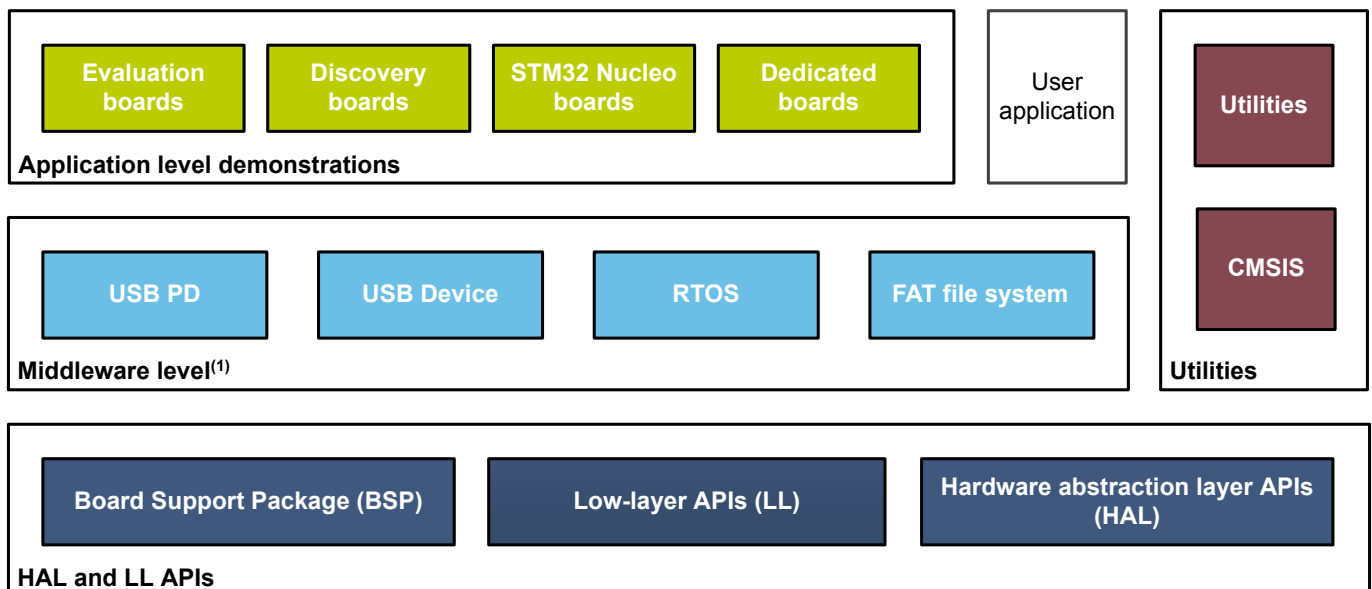 Evaluation
boards
Discovery
boards
STM32 Nucleo
boards
Dedicated
boards
Application level demonstrations
User
application
Utilities
CMSIS
Utilities
USB PD
USB Device
RTOS
FAT file system
Middleware level(1)
Board Support Package (BSP)
Low-layer APIs (LL)
Hardware abstraction layer APIs
(HAL)
HAL and LL APIs